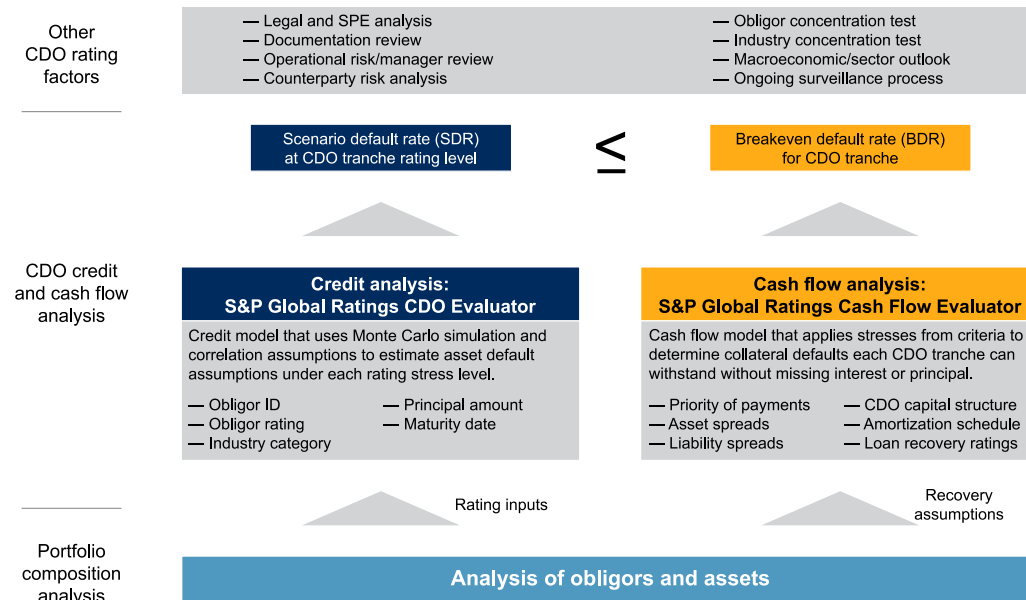 Other
CDO rating
factors
— Legal and SPE analysis
— Documentation review
— Operational risk/manager review
— Counterparty risk analysis
— Obligor concentration test
— Industry concentration test
— Macroeconomic/sector outlook
— Ongoing surveillance process
CDO credit
and cash flow
analysis
Scenario default rate (SDR)
at CDO tranche rating level
≤
Breakeven default rate (BDR)
for CDO tranche
Credit analysis:
S&P Global Ratings CDO Evaluator
Credit model that uses Monte Carlo simulation and
correlation assumptions to estimate asset default
assumptions under each rating stress level.
— Obligor ID
— Obligor rating
— Industry category
— Principal amount
— Maturity date
Cash flow analysis:
S&P Global Ratings Cash Flow Evaluator
Cash flow model that applies stresses from criteria to
determine collateral defaults each CDO tranche can
withstand without missing interest or principal.
— Priority of payments
— Asset spreads
— Liability spreads
— CDO capital structure
— Amortization schedule
— Loan recovery ratings
Rating inputs
Recovery
assumptions
Portfolio
composition
analysis
Analysis of obligors and assets